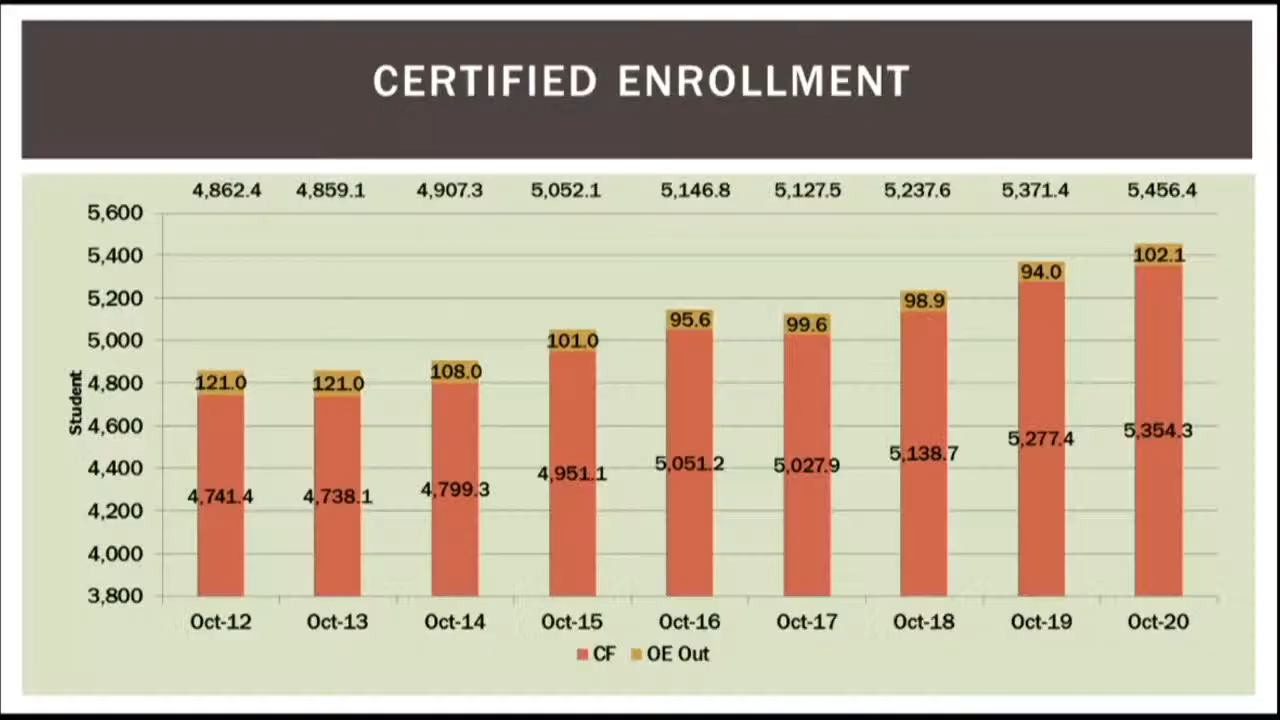 CERTIFIED ENROLLMENT
4,862.4 4,859.1 4,907.3 5,052.1 5,146.8 5,127.5 5,237.6 5,371.4 5,456.4
5,600
5,400
5,200
5,000
4,800
4,600
4,400
4,200
4,000
3,800
Student
121.0 121.0 108.0 101.0 95.6 99.6 98.9 94.0 102.1
4,741.4 4,738.1 4,799.3 4,951.1 5,051.2 5,027.9 5,138.7 5,277.4 5,354.3
Oct-12 Oct-13 Oct-14 Oct-15 Oct-16 Oct-17 Oct-18 Oct-19 Oct-20
CF OE Out